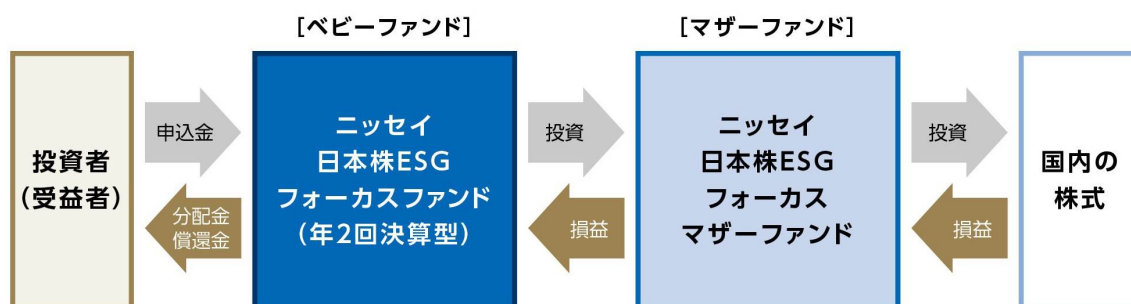 [ベビーファンド]
[マザーファンド]
投資者
(受益者)
申込金
分配金
償還金
ニッセイ
日本株ESG
フォーカスファンド
(年2回決算型)
投資
損益
ニッセイ
日本株ESG
フォーカス
マザーファンド
投資
損益
国内の
株式